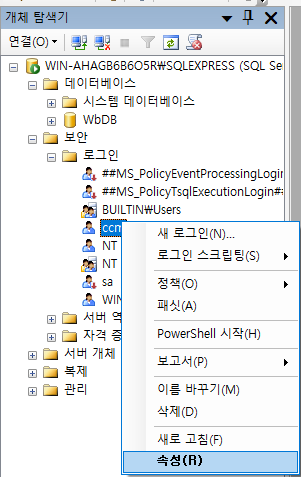 개체 탐색기
연결(O)
WIN-AHAGB6B6O5R￦SQLEXPRESS (SQL Se
데이터베이스
시스템 데이터베이스
WbDB
보안
로그인
##MS_PolicyEventProcessingLogin
##MS_PolicyTsqlExecutionLogin##
BUILTIN￦Users
ccm
새 로그인(N)...
NT
로그인 스크립팅(S)
NT
정책(O)
sa
패싯(A)
WIN
서버 역
PowerShell 시작(H)
자격 증
서버 개체
보고서(P)
복제
이름 바꾸기(M)
관리
삭제(D)
새로 고침(F)
속성(R)